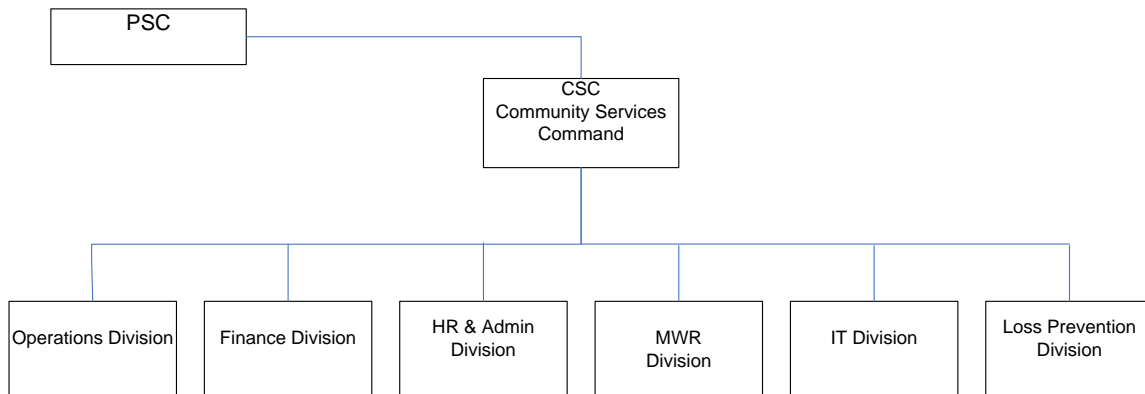 PSC
CSC
Community Services
Command
Operations Division
Finance Division
HR & Admin
Division
MWR
Division
IT Division
Loss Prevention
Division